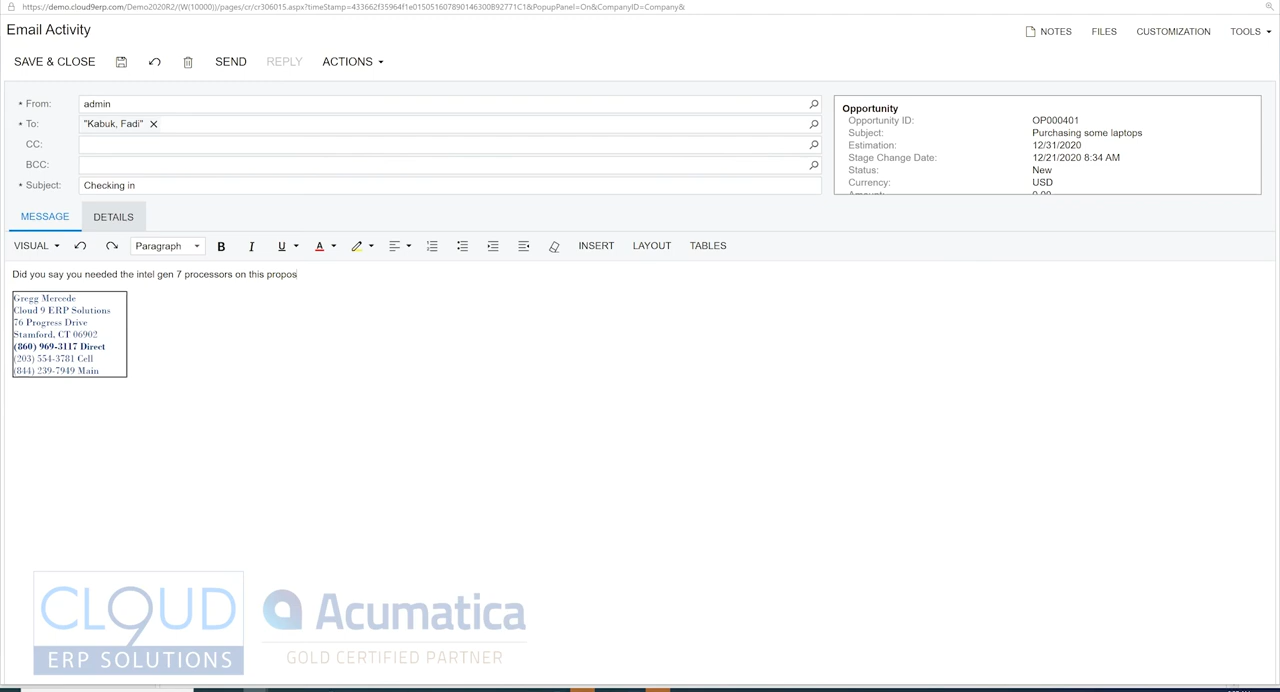 https://demo.cloud9erp.com/Demo2020R2/(W(10000))/pages/cr/cr306015.aspx?timeStamp=433662f35964f1e015051607890146300B92771C1&PopupPanel=On&CompanyID=Company&
Email Activity
NOTES FILES CUSTOMIZATION TOOLS
SAVE & CLOSE SEND REPLY ACTIONS
* From: admin
* To: "Kabuk, Fadi"
CC:
BCC:
* Subject: Checking in
Opportunity
Opportunity ID: OP000401
Subject: Purchasing some laptops
Estimation: 12/31/2020
Stage Change Date: 12/21/2020 8:34 AM
Status: New
Currency: USD
Amount: 0.00
MESSAGE DETAILS
VISUAL Paragraph B I U A INSERT LAYOUT TABLES
Did you say you needed the intel gen 7 processors on this propos
Gregg Mercede
Cloud 9 ERP Solutions
76 Progress Drive
Stamford, CT 06902
(860) 969-3117 Direct
(203) 554-3781 Cell
(844) 239-7949 Main
CL9UD
ERP SOLUTIONS
Acumatica
GOLD CERTIFIED PARTNER